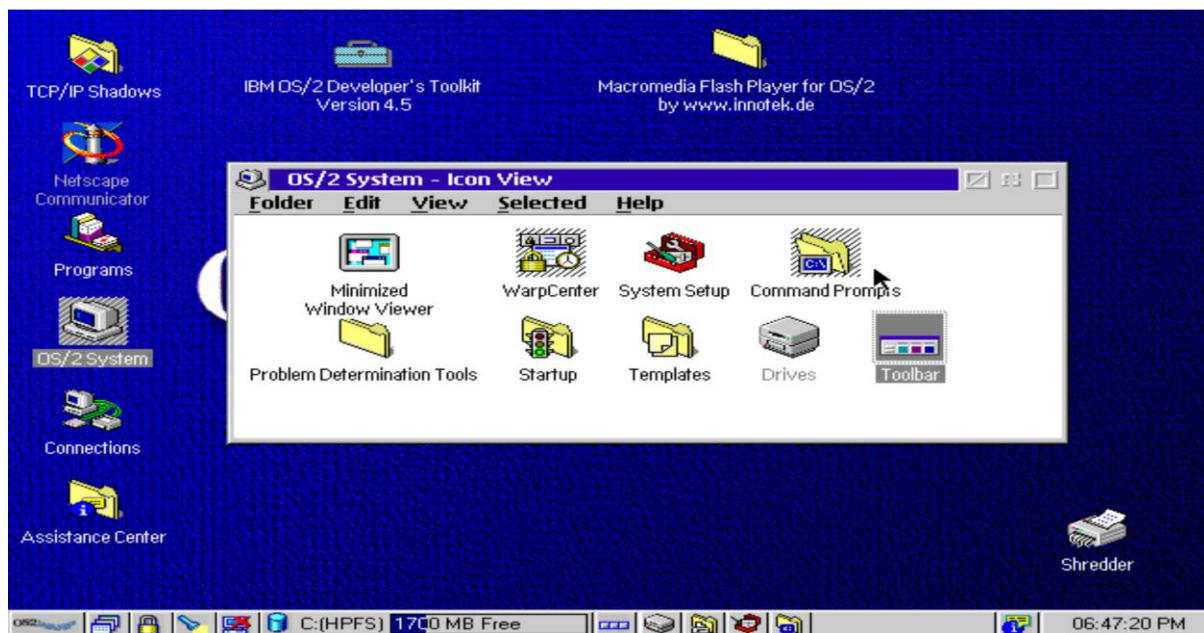 TCP/IP Shadows
IBM OS/2 Developer's Toolkit
Version 4.5
Macromedia Flash Player for OS/2
by www.innotek.de
Netscape
Communicator
Programs
OS/2 System
Connections
Assistance Center
OS/2 System - Icon View
Folder Edit View Selected Help
Minimized
Window Viewer
WarpCenter
System Setup
C:\
Command Prompts
Problem Determination Tools
Startup
Templates
Drives
Toolbar
Shredder
OS2
C:(HPFS) 1700 MB Free
06:47:20 PM